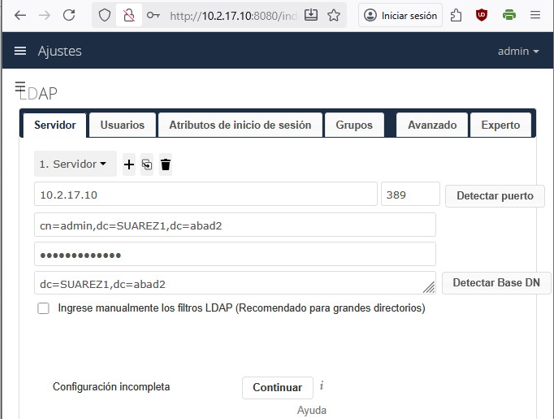 http://10.2.17.10:8080/ind
Iniciar sesión
Ajustes
admin
LDAP
Servidor
Usuarios
Atributos de inicio de sesión
Grupos
Avanzado
Experto
1. Servidor
10.2.17.10
389
Detectar puerto
cn=admin,dc=SUAREZ1,dc=abad2
●●●●●●●●●●●●●
dc=SUAREZ1,dc=abad2
Detectar Base DN
Ingrese manualmente los filtros LDAP (Recomendado para grandes directorios)
Configuración incompleta
Continuar
i
Ayuda